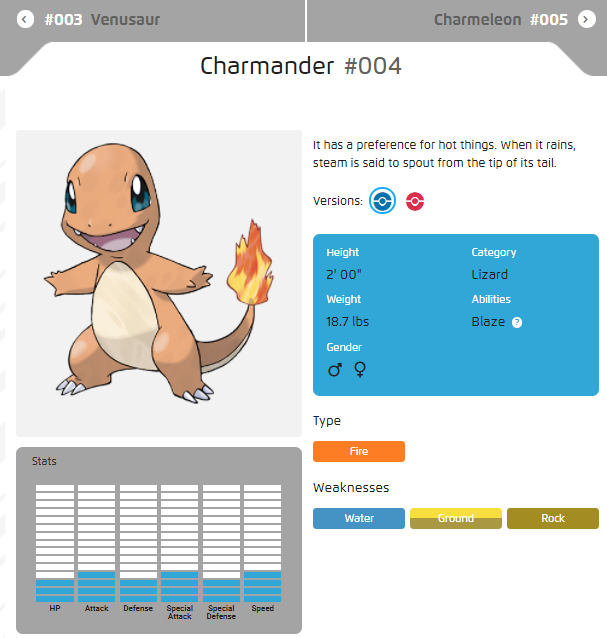 #003 Venusaur
Charmeleon #005
Charmander #004
It has a preference for hot things. When it rains,
steam is said to spout from the tip of its tail.
Versions:
Height
2' 00"
Weight
18.7 lbs
Gender
Category
Lizard
Abilities
Blaze ?
Type
Fire
Weaknesses
Water
Ground
Rock
Stats
HP
Attack
Defense
Special
Attack
Special
Defense
Speed